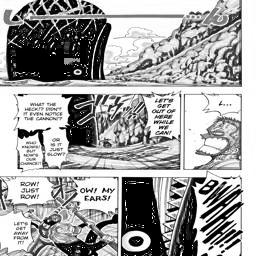 WHAT THE
HECK!? DIDN'T
IT EVEN NOTICE
THE CANNON!?
OR
IS IT
JUST
SLOW?
WHO
KNOWS!
BUT
NOW'S
OUR
CHANCE!!
LET'S
GET
OUT OF
HERE
WHILE
WE
CAN!
L...
ROW!
JUST
ROW!
LET'S
GET
AWAY
FROM
IT!
OW! MY
EARS!